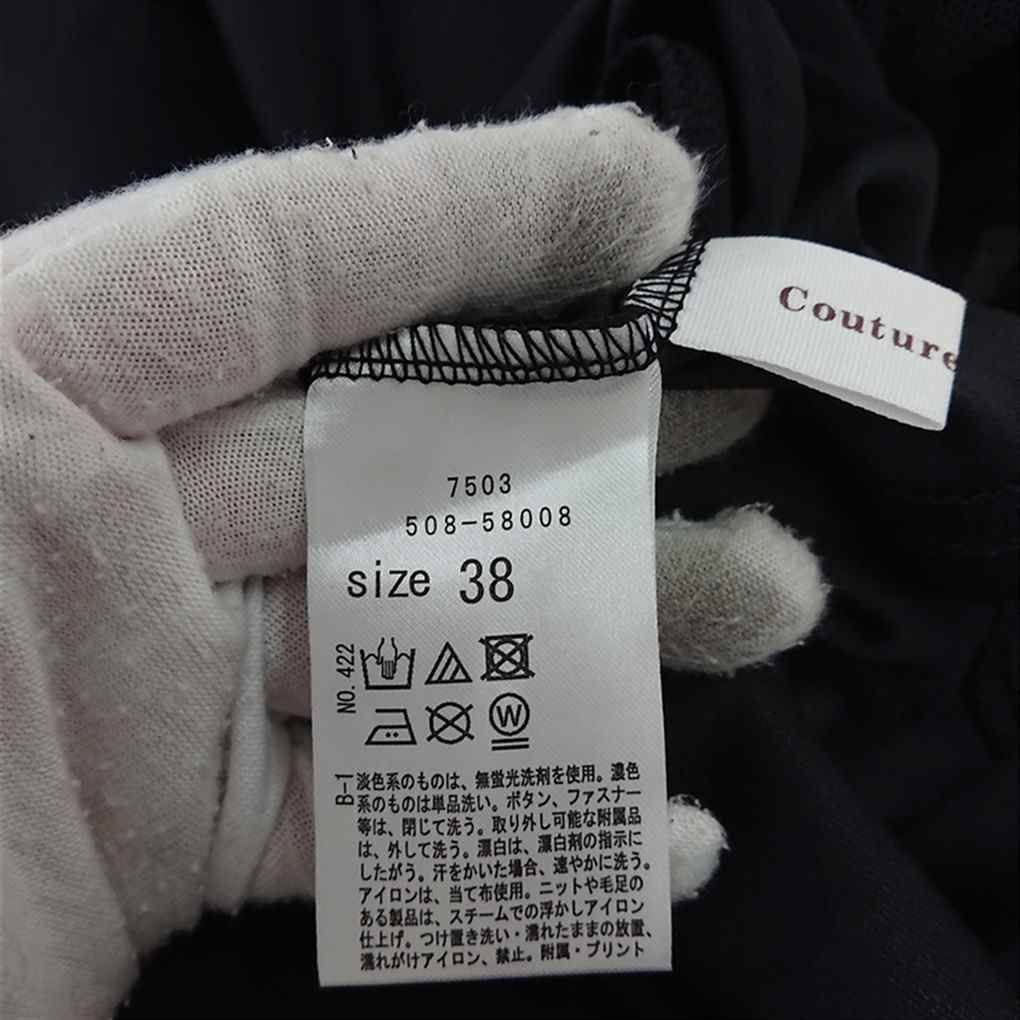 Couture
7503
508-58008
size 38
NO. 422
W
B-1
淡色系のものは、無蛍光洗剤を使用。濃色
系のものは単品洗い。ボタン、ファスナー
等は、閉じて洗う。取り外し可能な附属品
は、外して洗う。漂白は、漂白剤の指示に
したがう。汗をかいた場合、速やかに洗う。
アイロンは、当て布使用。ニットや毛足の
ある製品は、スチームでの浮かしアイロン
仕上げ。つけ置き洗い・濡れたままの放置、
濡れがけアイロン、禁止。附属・プリント